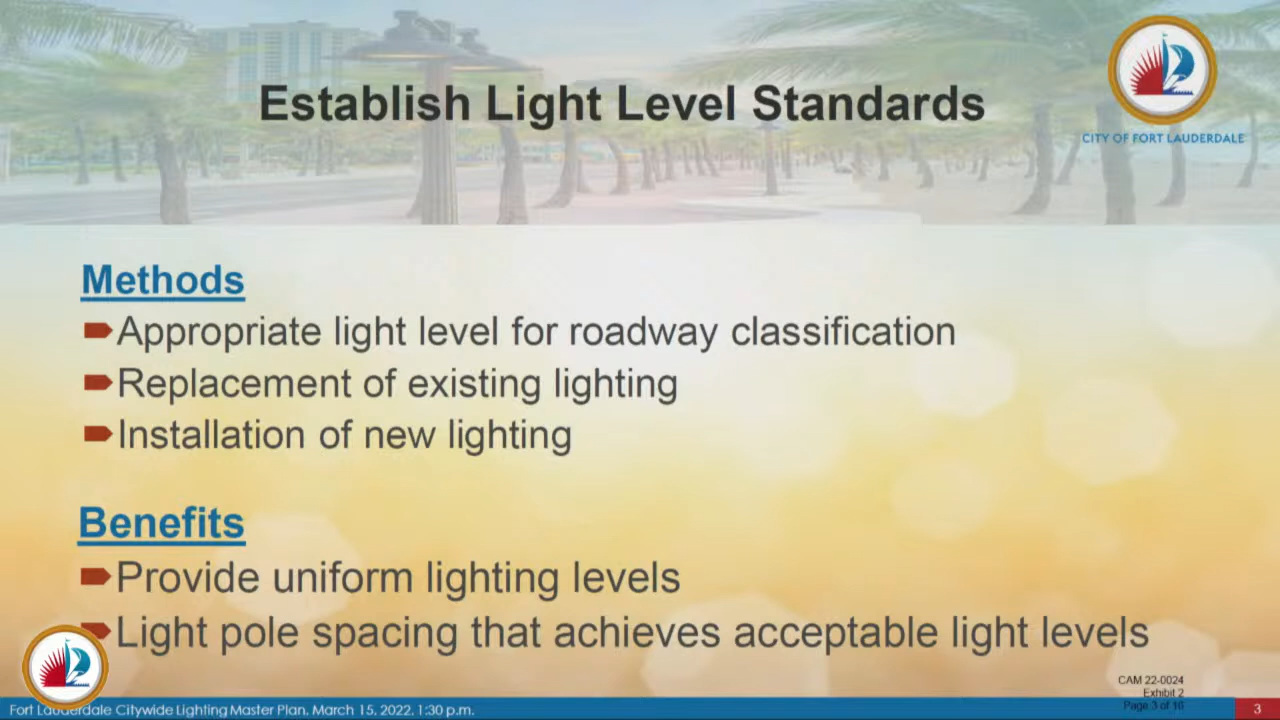 Establish Light Level Standards
CITY OF FORT LAUDERDALE
Methods
Appropriate light level for roadway classification
Replacement of existing lighting
Installation of new lighting
Benefits
Provide uniform lighting levels
Light pole spacing that achieves acceptable light levels
CAM 22-0024
Exhibit 2
Page 3 of 16
Fort Lauderdale Citywide Lighting Master Plan, March 15, 2022, 1:30 p.m.
3